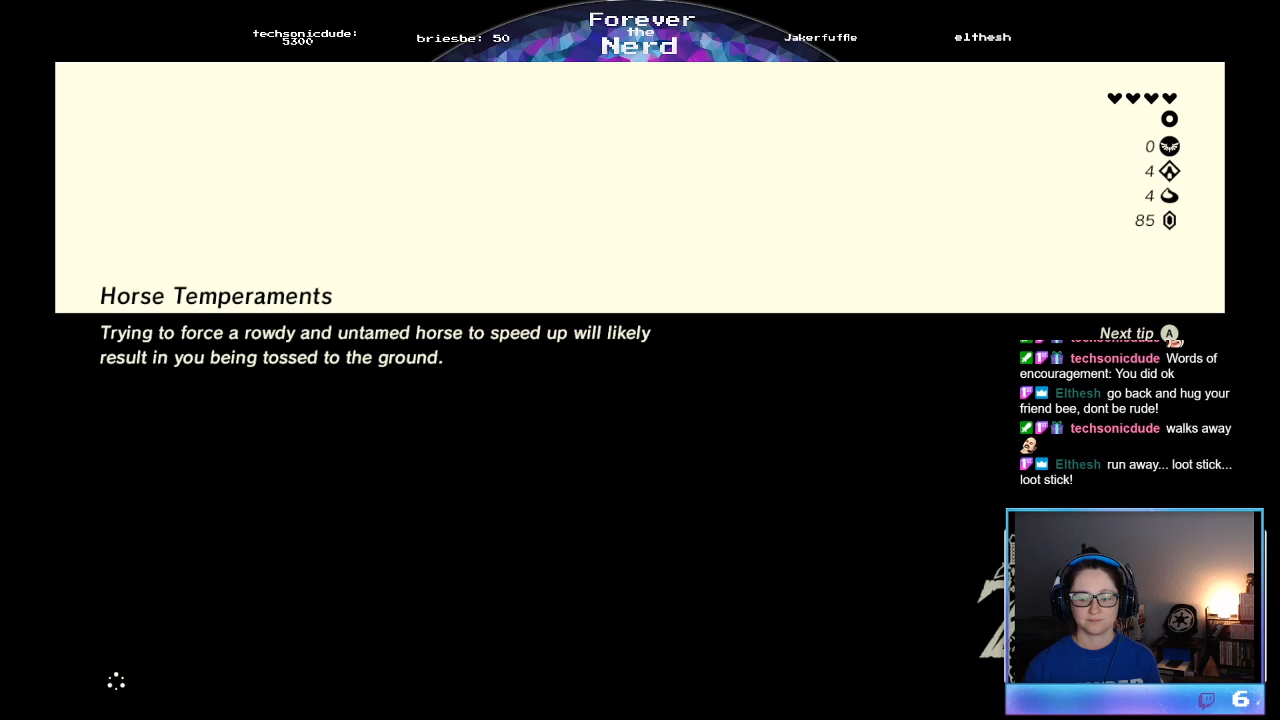 techsonicdude:
5300
briesbe: 50
Forever
the
Nerd
Jakerfuffle
elthesh
0
4
4
85
Horse Temperaments
Trying to force a rowdy and untamed horse to speed up will likely
result in you being tossed to the ground.
Next tip A
techsonicdude Words of
encouragement: You did ok
Elthesh go back and hug your
friend bee, dont be rude!
techsonicdude walks away
Elthesh run away... loot stick...
loot stick!
6